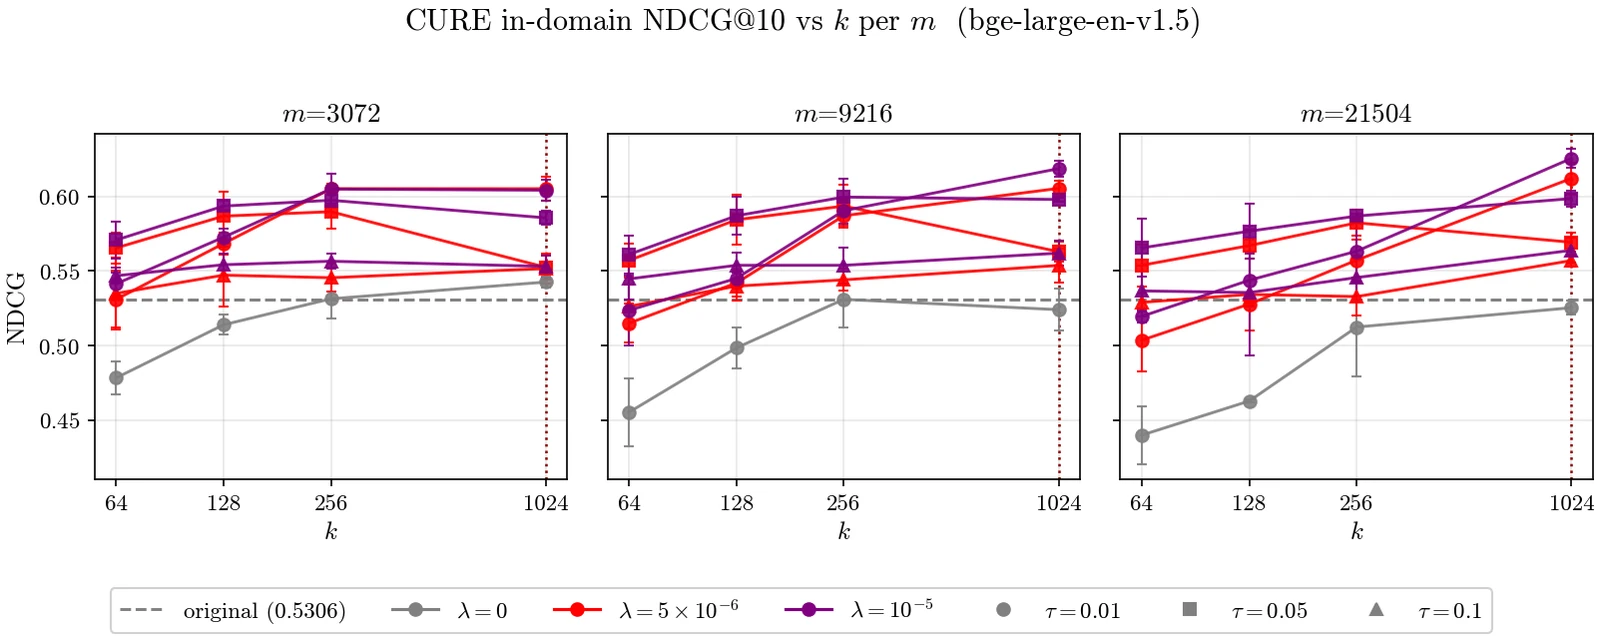 CURE in-domain NDCG@10 vs k per m (bge-large-en-v1.5)
m=3072
m=9216
m=21504
NDCG
0.60
0.55
0.50
0.45
64 128 256 1024
64 128 256 1024
64 128 256 1024
k
k
k
original (0.5306) λ = 0 λ = 5 × 10⁻⁶ λ = 10⁻⁵ τ = 0.01 τ = 0.05 τ = 0.1